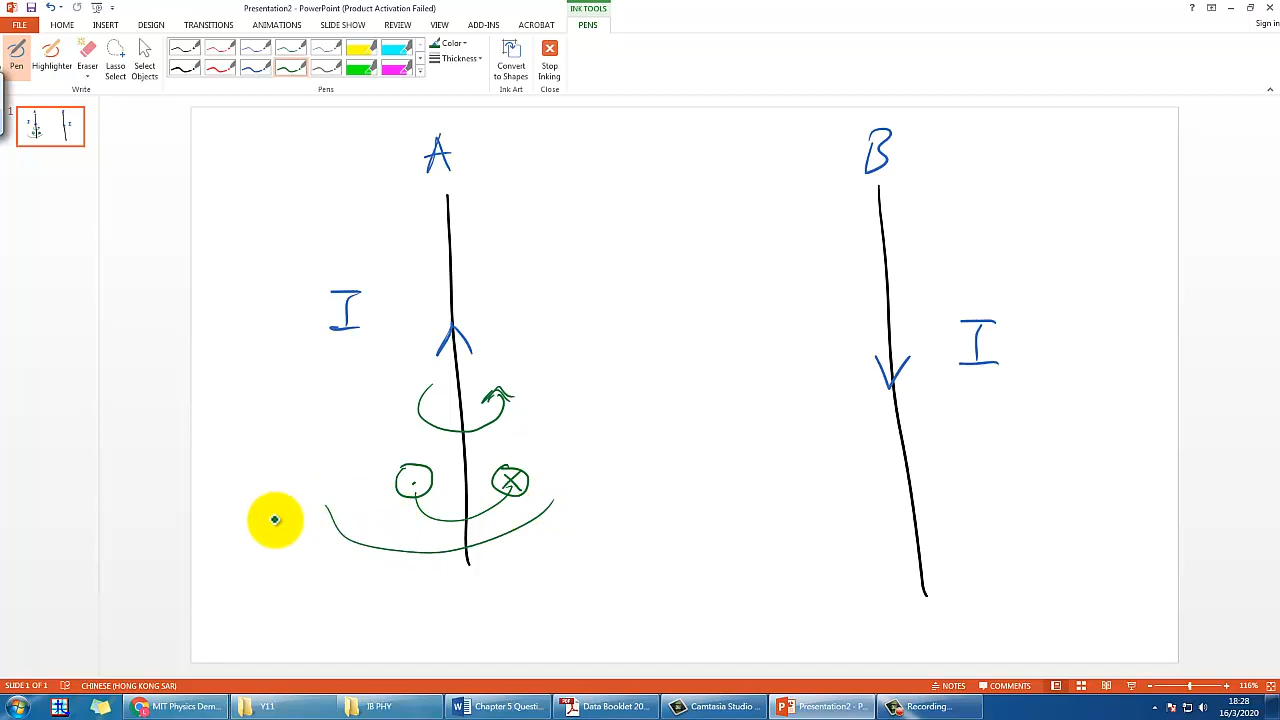 Presentation2 - PowerPoint (Product Activation Failed)
INK TOOLS
Sign in
FILE
HOME
INSERT
DESIGN
TRANSITIONS
ANIMATIONS
SLIDE SHOW
REVIEW
VIEW
ADD-INS
ACROBAT
PENS
Pen
Highlighter
Eraser
Lasso Select
Select Objects
Color
Thickness
Convert to Shapes
Stop Inking
Write
Pens
Ink Art
Close
1
A
B
I
I
SLIDE 1 OF 1
CHINESE (HONG KONG SAR)
NOTES
COMMENTS
116%
MIT Physics Dem...
Y11
IB PHY
Chapter 5 Questi...
Data Booklet 20...
Camtasia Studio ...
Presentation2 - P...
Recording...
18:28
16/3/2020